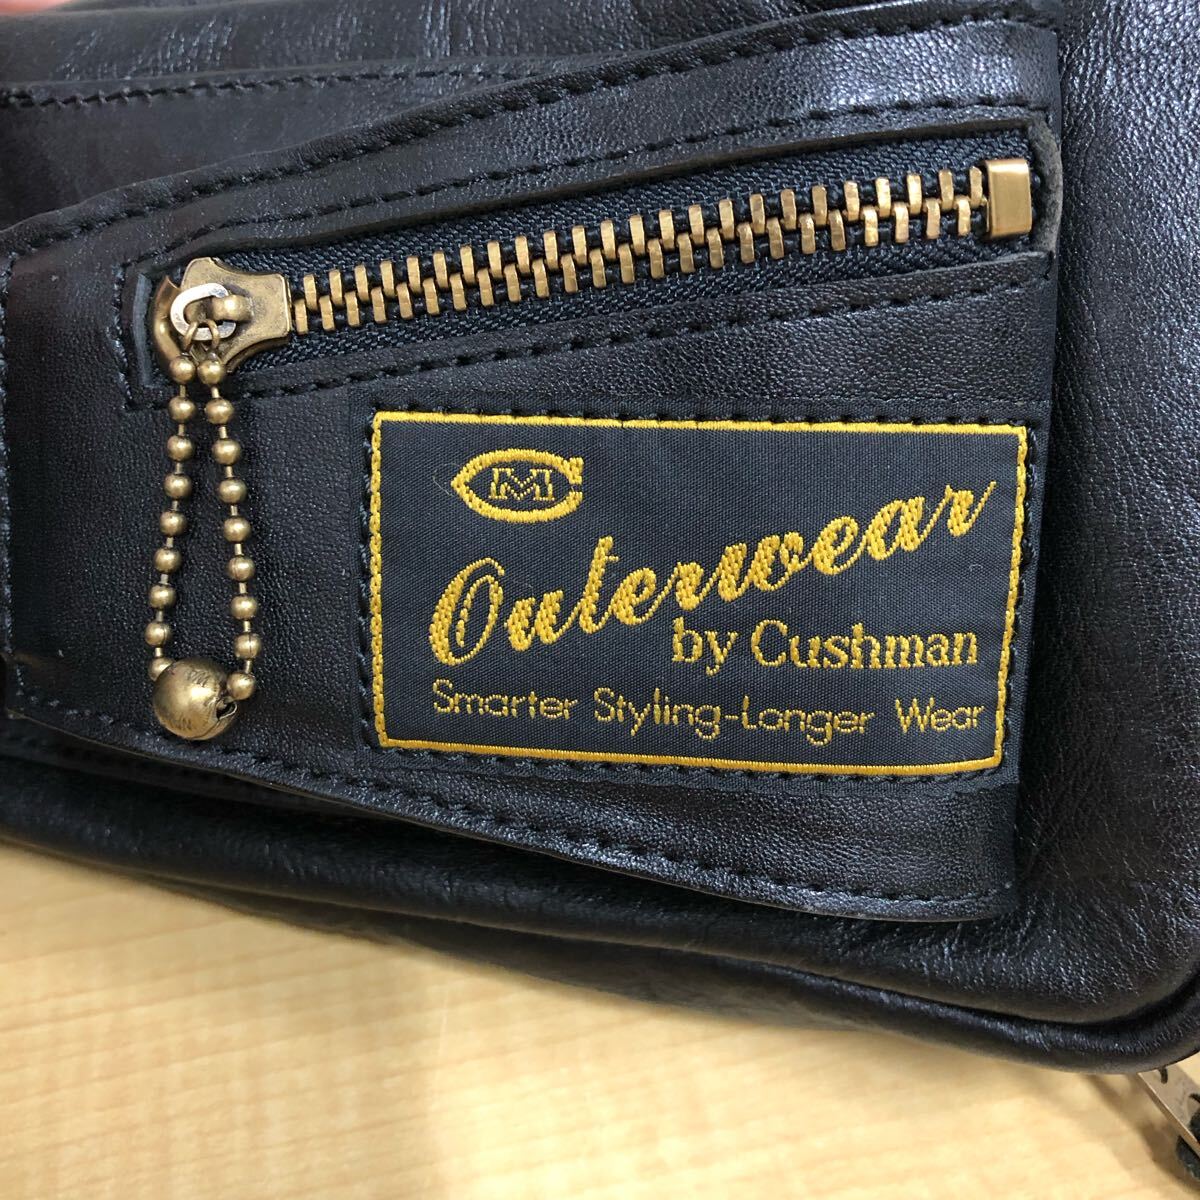 CM
Outerwear
by Cushman
Smarter Styling-Longer Wear